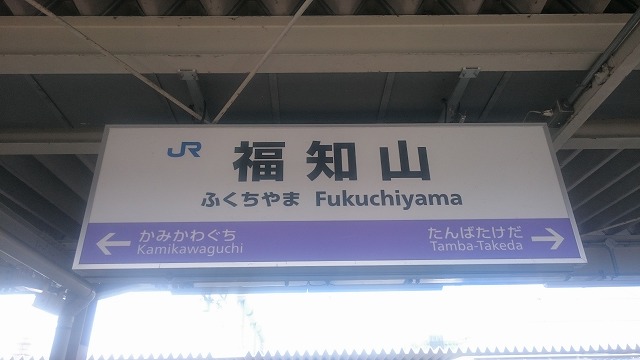 JR 福知山
ふくちやま Fukuchiyama
← かみかわぐち たんばたけだ →
Kamikawaguchi Tamba-Takeda